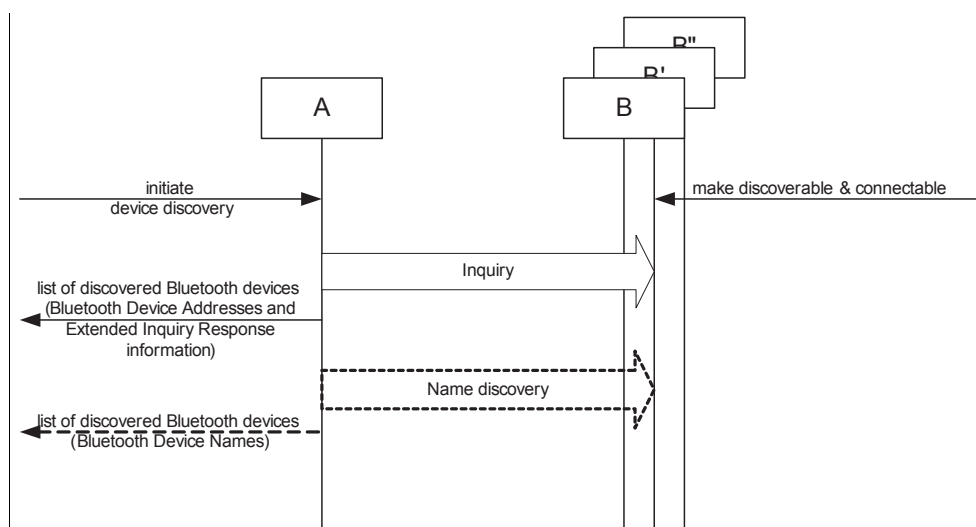 B"
B'
A
B
initiate
device discovery
make discoverable & connectable
Inquiry
list of discovered Bluetooth devices
(Bluetooth Device Addresses and
Extended Inquiry Response
information)
Name discovery
list of discovered Bluetooth devices
(Bluetooth Device Names)